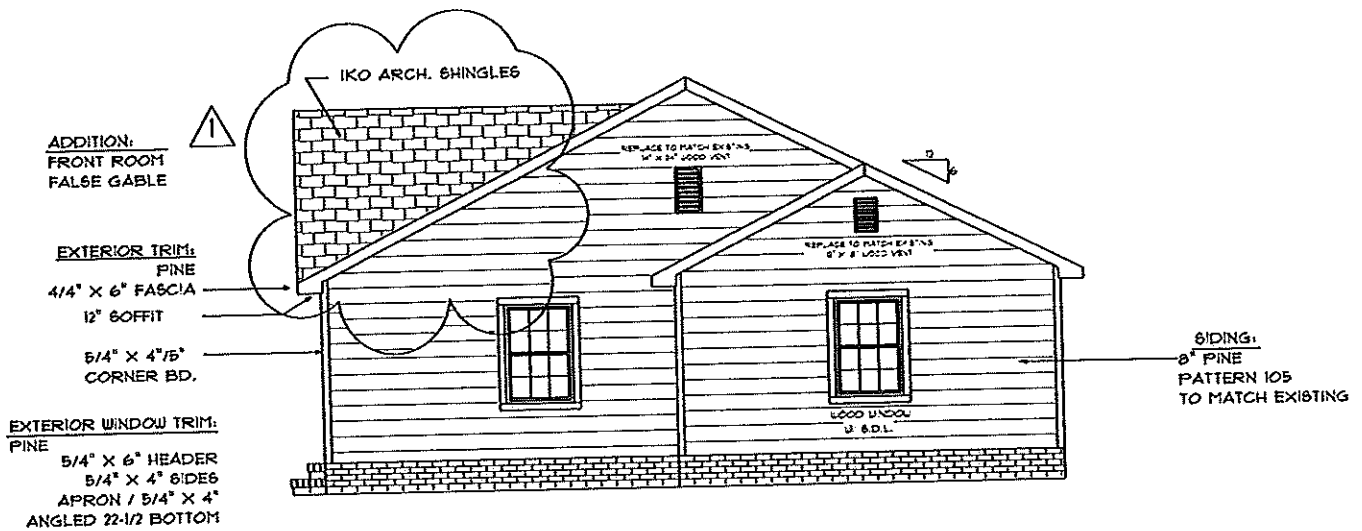 IKO ARCH. SHINGLES
1
ADDITION:
FRONT ROOM
FALSE GABLE
REPLACE TO MATCH EXISTING
14" X 24" WOOD VENT
12
6
EXTERIOR TRIM:
PINE
4/4" X 6" FASCIA
12" SOFFIT
5/4" X 4"/5"
CORNER BD.
REPLACE TO MATCH EXISTING
WOOD VENT
SIDING:
8" PINE
PATTERN 105
TO MATCH EXISTING
WOOD WINDOW
S.D.L.
EXTERIOR WINDOW TRIM:
PINE
5/4" X 6" HEADER
5/4" X 4" SIDES
APRON / 5/4" X 4"
ANGLED 22-1/2 BOTTOM